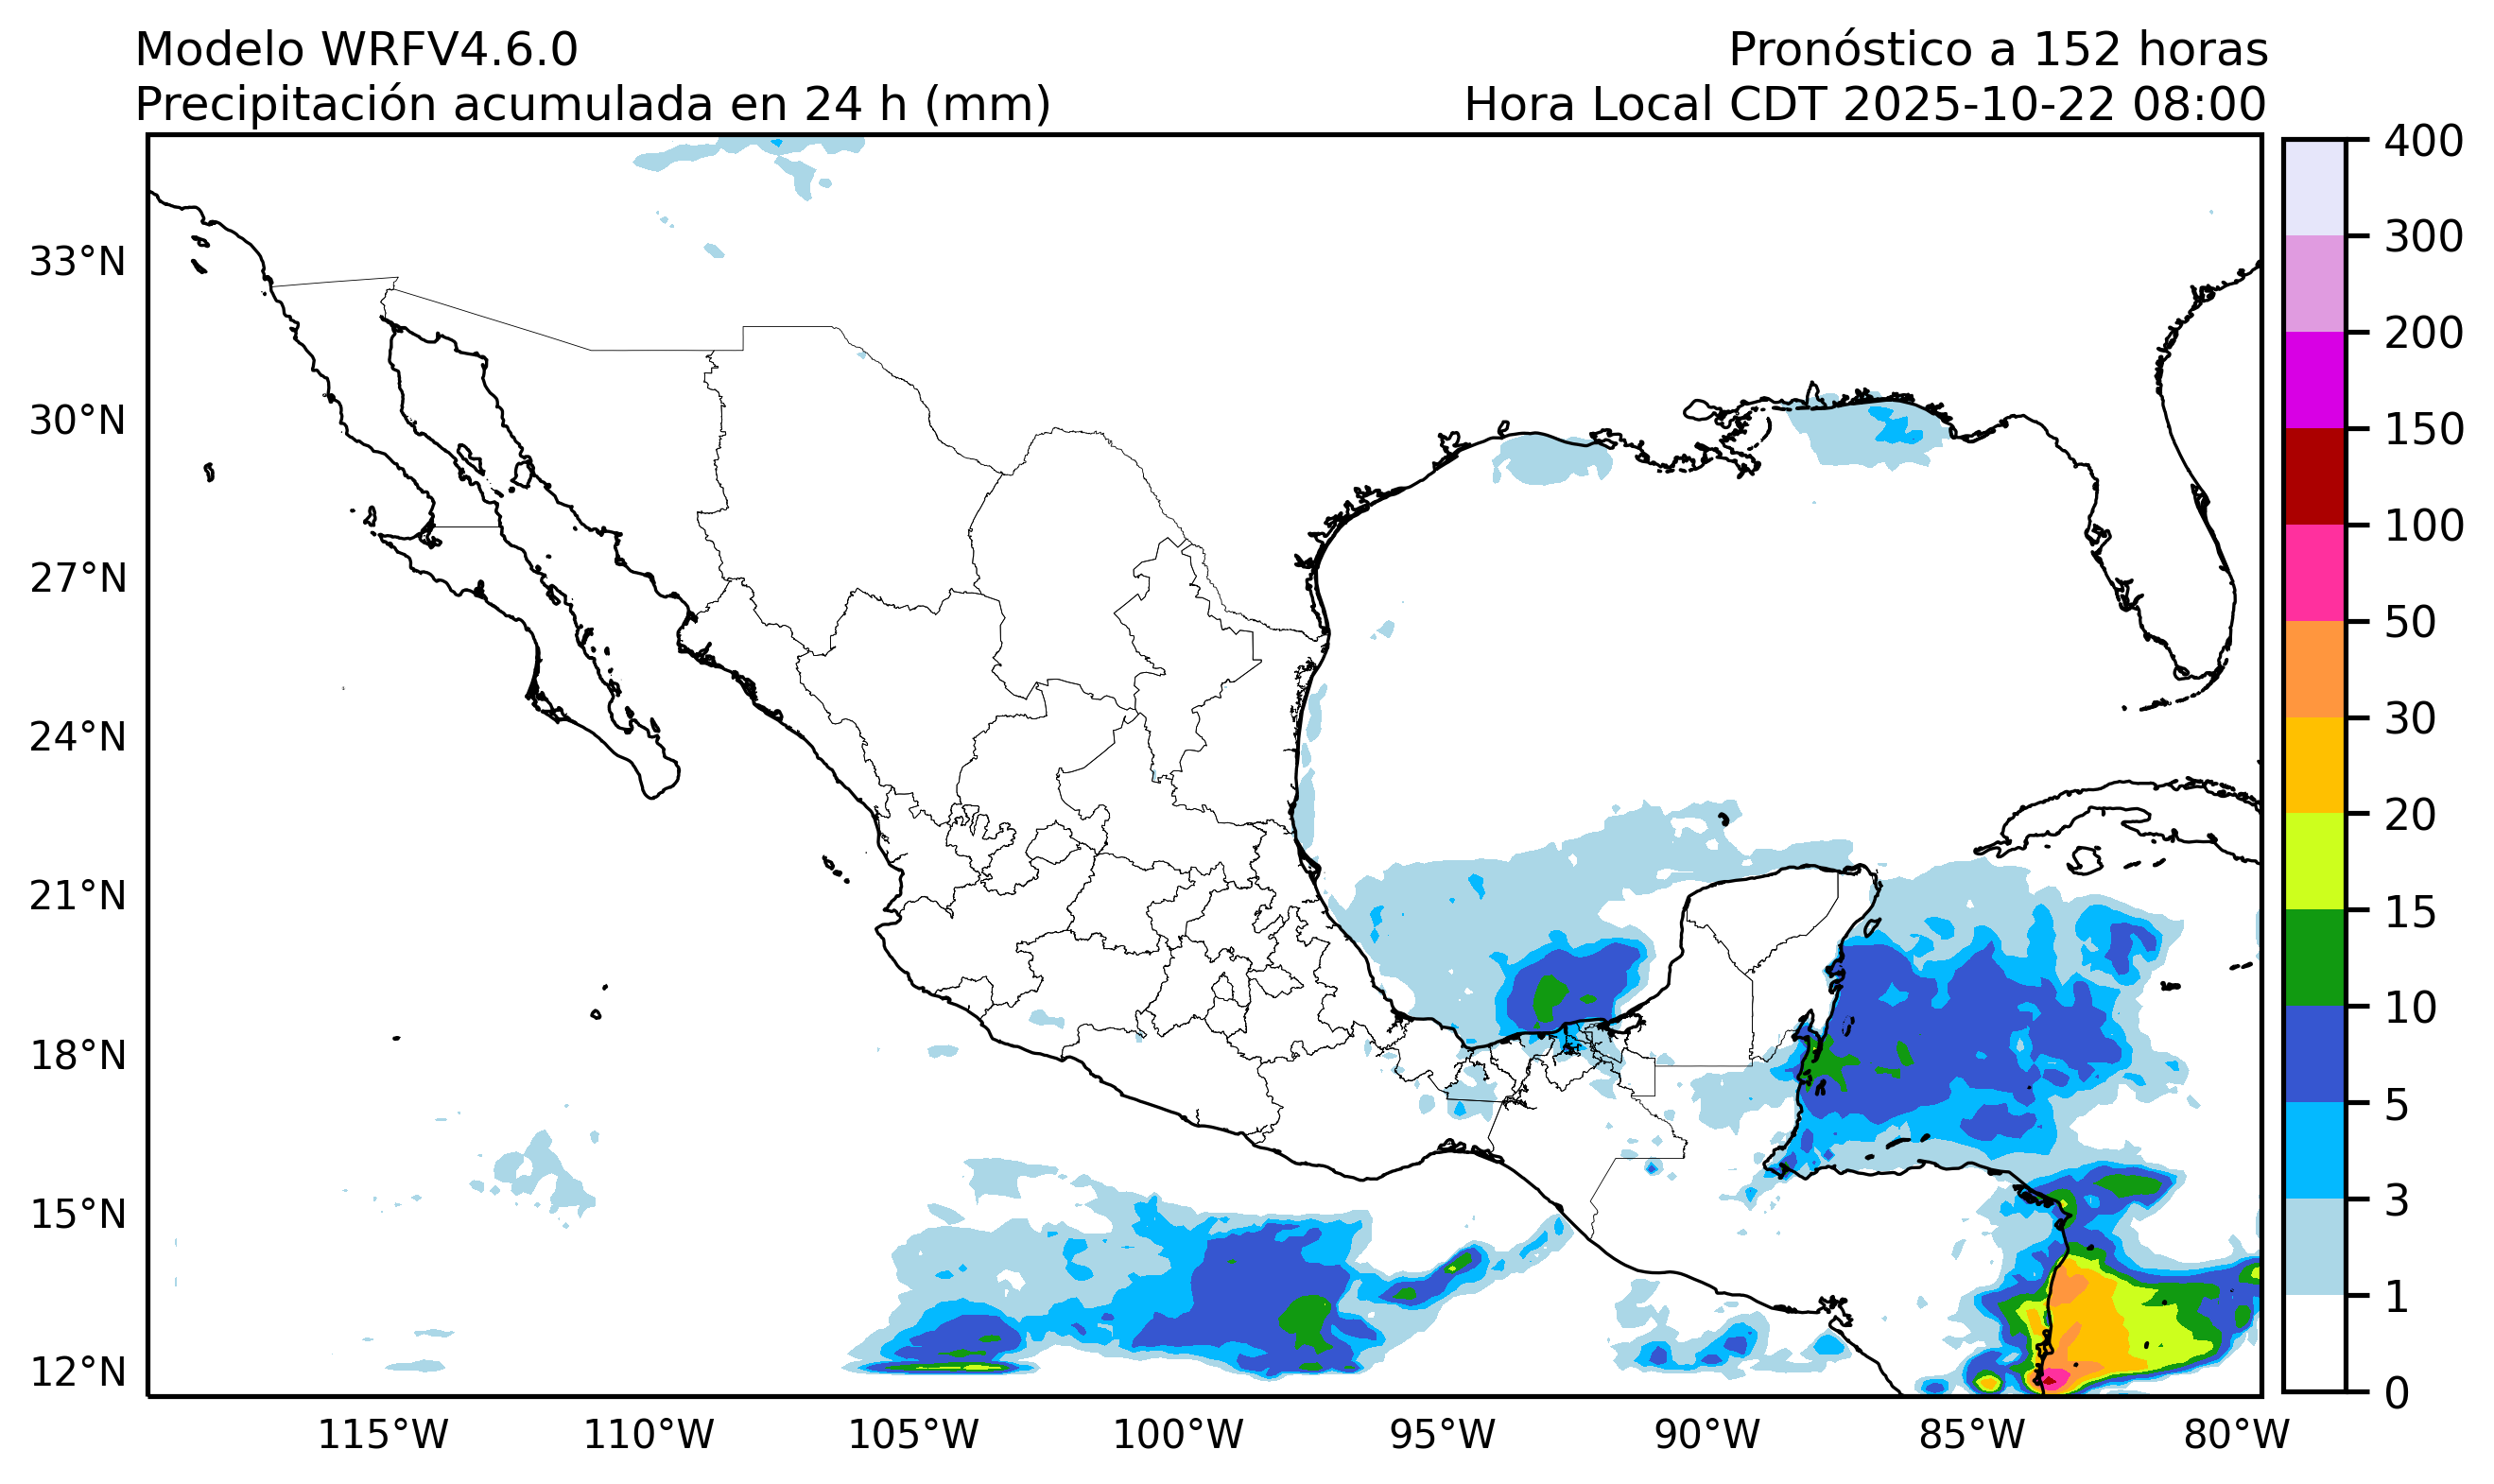 Modelo WRFV4.6.0
Pronóstico a 152 horas
Precipitación acumulada en 24 h (mm)
Hora Local CDT 2025-10-22 08:00
33°N
30°N
27°N
24°N
21°N
18°N
15°N
12°N
115°W
110°W
105°W
100°W
95°W
90°W
85°W
80°W
400
300
200
150
100
50
30
20
15
10
5
3
1
0